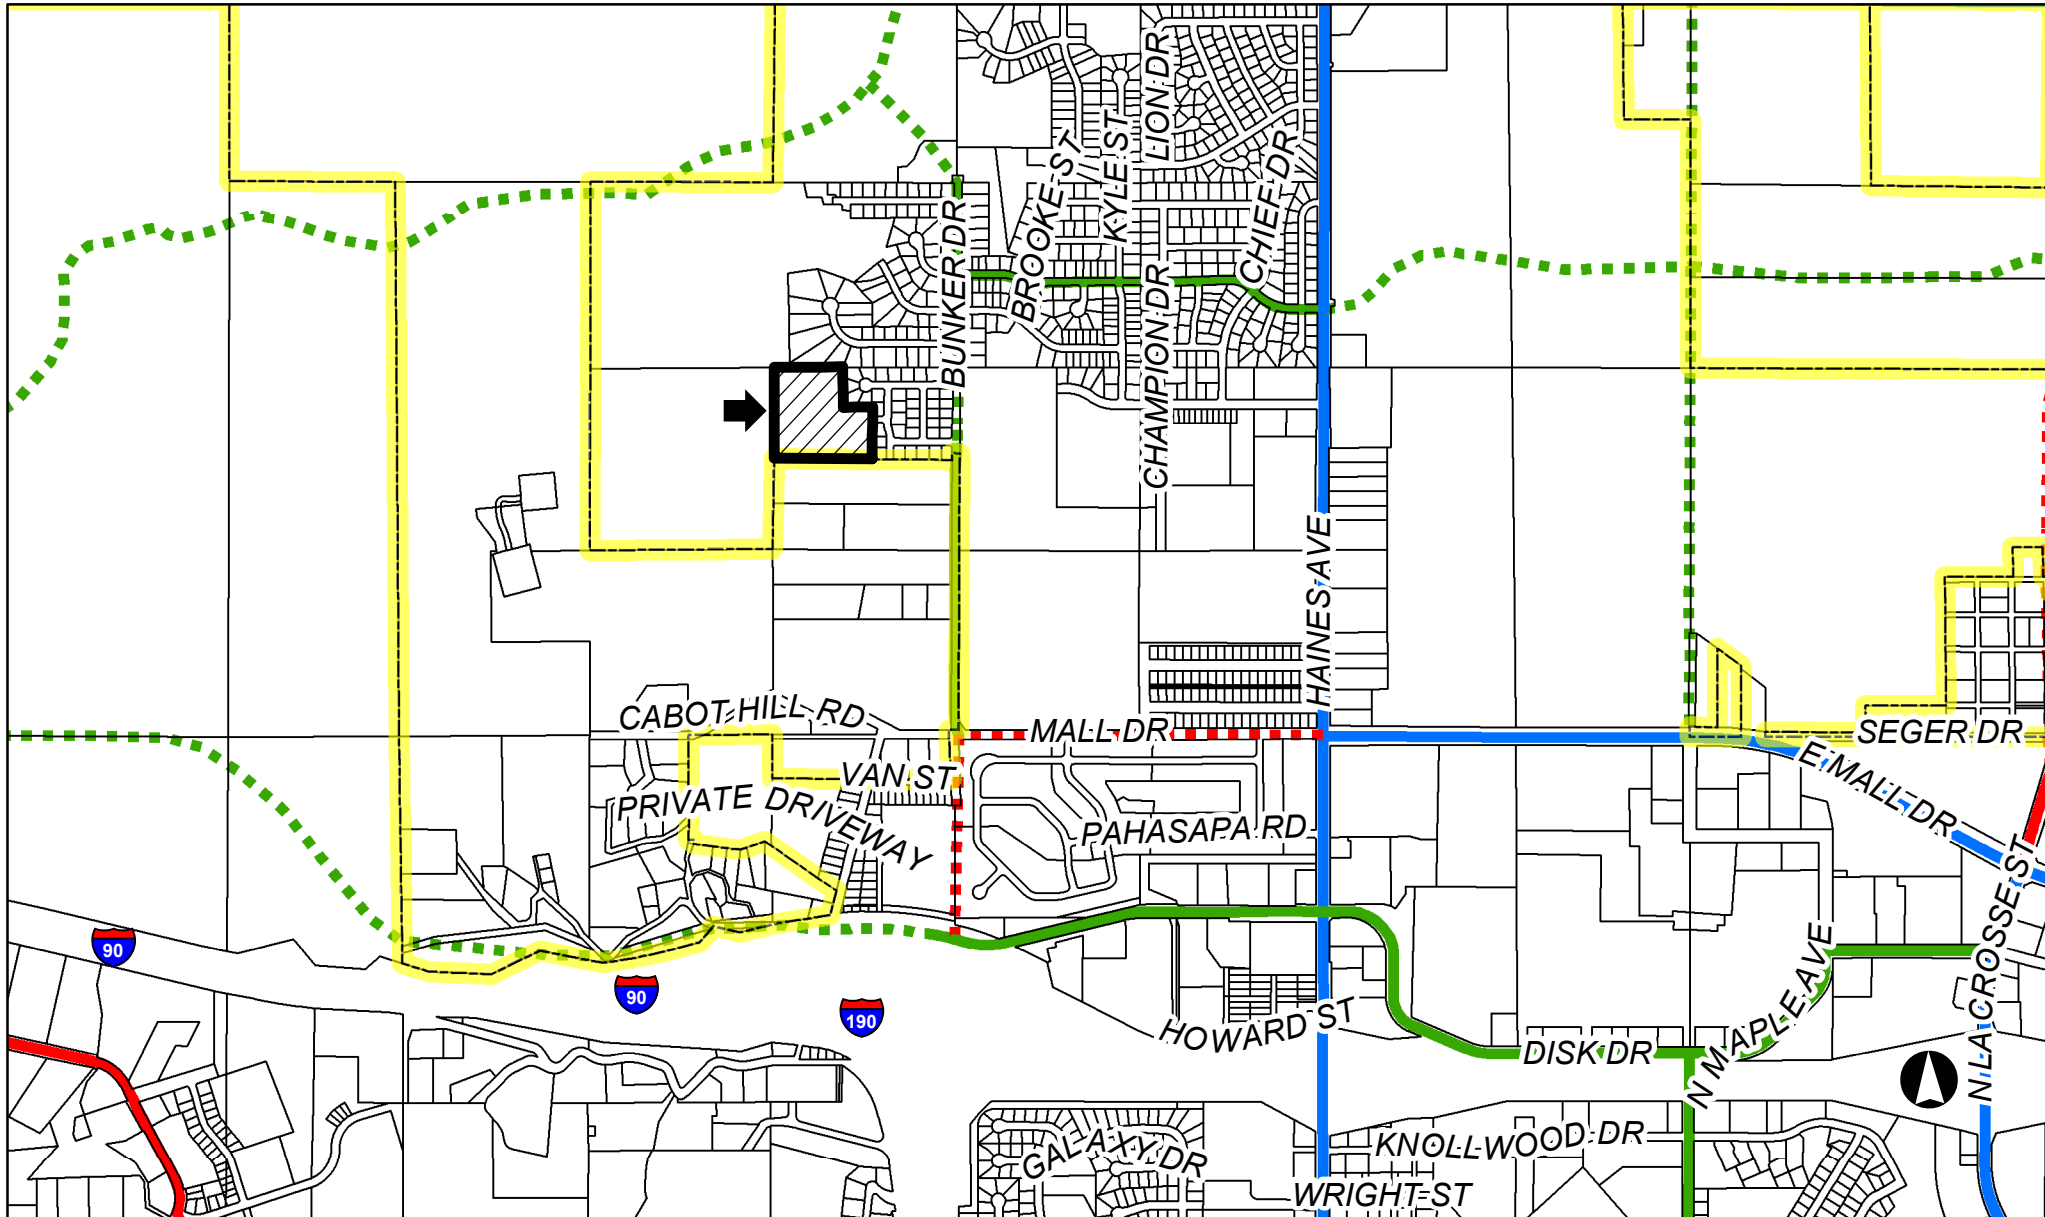 LION DR
KYLE ST
BROOKE ST
CHIEF DR
BUNKER DR
CHAMPION DR
HAINES AVE
CABOT HILL RD
MALL DR
SEGER DR
VAN ST
E MALL DR
PRIVATE DRIVEWAY
PAHASAPA RD
N LACROSSE ST
90
90
190
HOWARD ST
DISK DR
N MAPLE AVE
KNOLLWOOD DR
GALAXY DR
WRIGHT ST